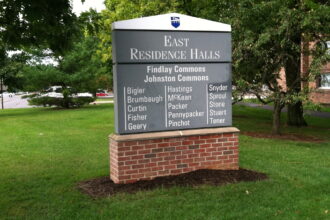 EAST
RESIDENCE HALLS
Findlay Commons
Johnston Commons
Bigler
Brumbaugh
Curtin
Fisher
Geary
Hastings
McKean
Packer
Pennypacker
Pinchot
Snyder
Sproul
Stone
Stuart
Tener